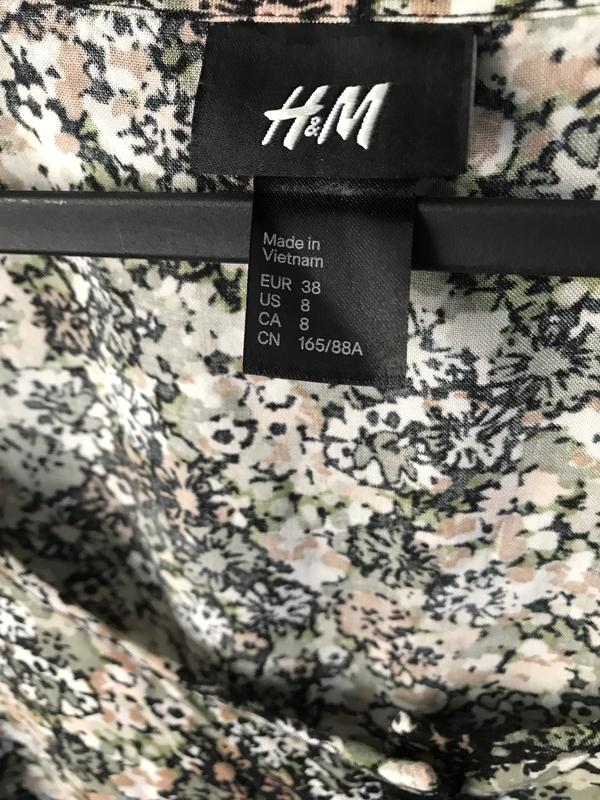 H&M
Made in
Vietnam
EUR 38
US 8
CA 8
CN 165/88A